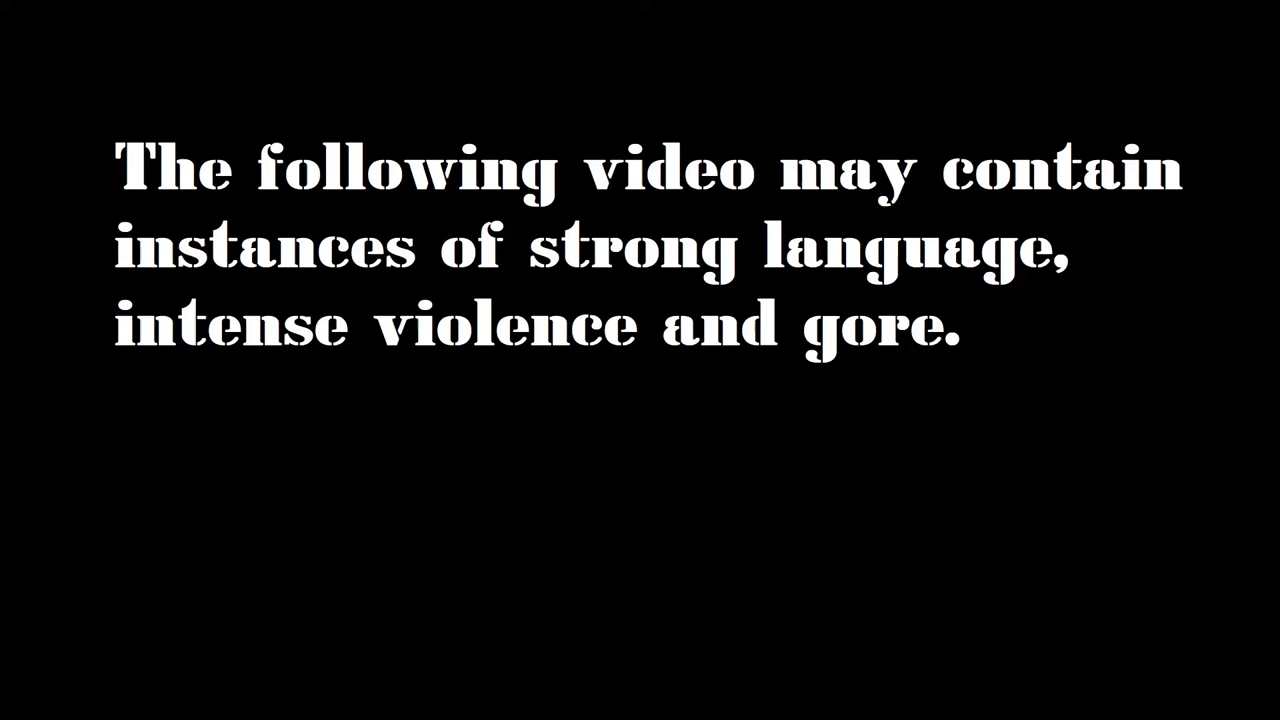 The following video may contain
instances of strong language,
intense violence and gore.